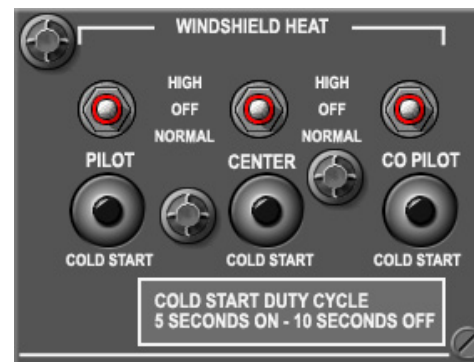 WINDSHIELD HEAT
HIGH HIGH
OFF OFF
NORMAL NORMAL
PILOT CENTER CO PILOT
COLD START COLD START COLD START
COLD START DUTY CYCLE
5 SECONDS ON - 10 SECONDS OFF